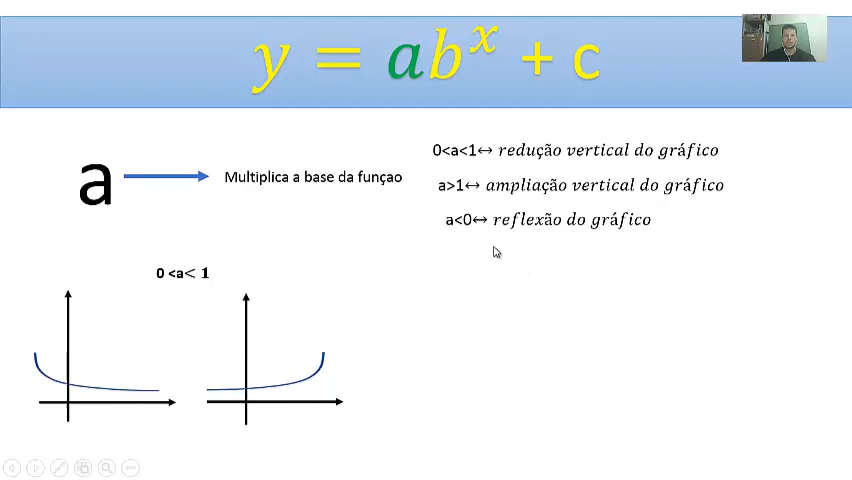 y = ab^x + c
a
Multiplica a base da funçao
0<a<1↔ redução vertical do gráfico
a>1↔ ampliação vertical do gráfico
a<0↔ reflexão do gráfico
0 <a< 1